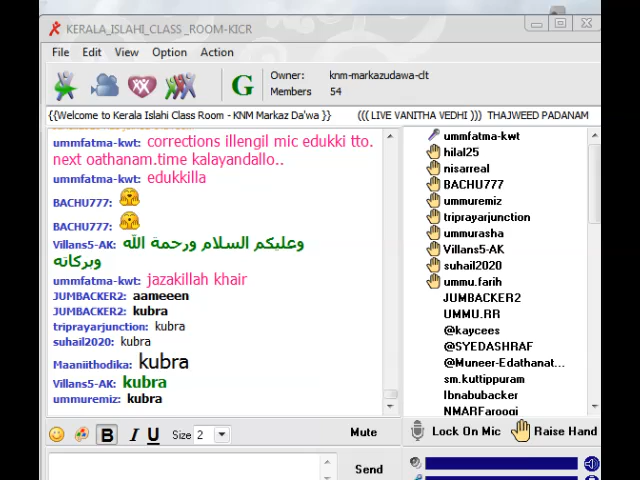 KERALA_ISLAHI_CLASS _ROOM-KICR
File Edit View Option Action
G
Owner: knm-markazudawa-clt
Members 54
{{Welcome to Kerala Islahi Class Room - KNM Markaz Da'wa }} ((( LIVE VANITHA VEDHI ))) THAJWEED PADANAM
ummfatma-kwt: corrections illengil mic edukki tto.
next oathanam.time kalayandallo..
ummfatma-kwt: edukkilla
BACHU777:
BACHU777:
Villans5-AK: وعليكم السلام ورحمة الله
وبركاته
ummfatma-kwt: jazakillah khair
JUMBACKER2: aameeen
JUMBACKER2: kubra
triprayarjunction: kubra
suhail2020: kubra
Maaniithodika: kubra
Villans5-AK: kubra
ummuremiz: kubra
ummfatma-kwt
hilal25
nisarreal
BACHU777
ummuremiz
triprayarjunction
ummurasha
Villans5-AK
suhail2020
ummu.farih
JUMBACKER2
UMMU.RR
@kaycees
@SYEDASHRAF
@Muneer-Edathanat...
sm.kuttippuram
Ibnabubacker
NMARFarooqi
B I U Size 2 Mute
Lock On Mic Raise Hand
Send